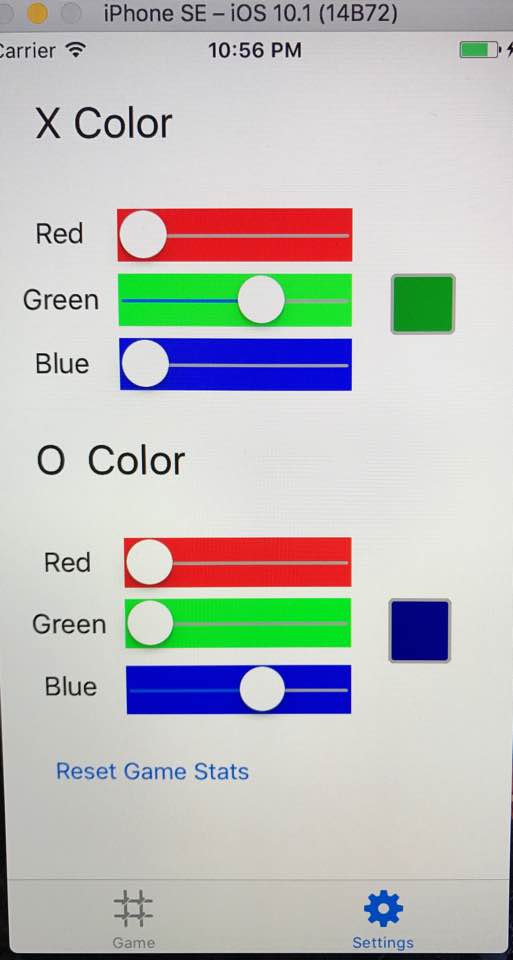 iPhone SE – iOS 10.1 (14B72)
Carrier 10:56 PM
X Color
Red
Green
Blue
O Color
Red
Green
Blue
Reset Game Stats
Game Settings